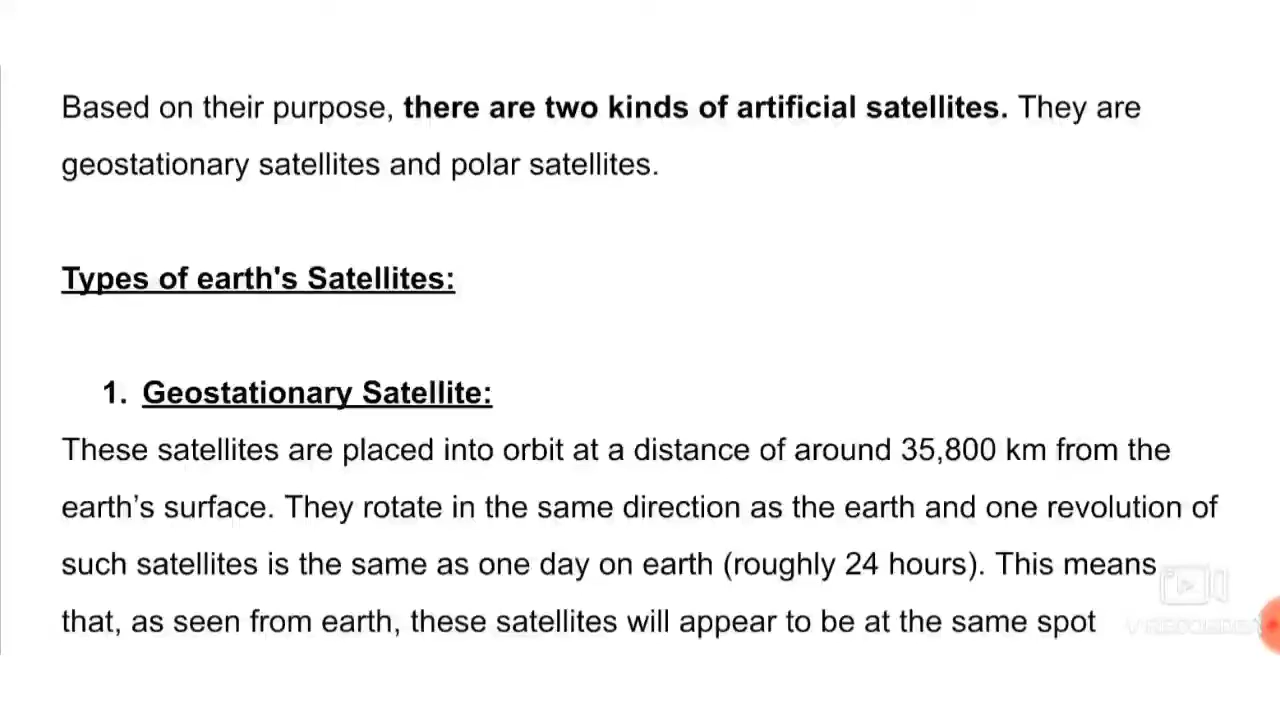 Based on their purpose, there are two kinds of artificial satellites. They are
geostationary satellites and polar satellites.
Types of earth's Satellites:
1. Geostationary Satellite:
These satellites are placed into orbit at a distance of around 35,800 km from the
earth’s surface. They rotate in the same direction as the earth and one revolution of
such satellites is the same as one day on earth (roughly 24 hours). This means
that, as seen from earth, these satellites will appear to be at the same spot